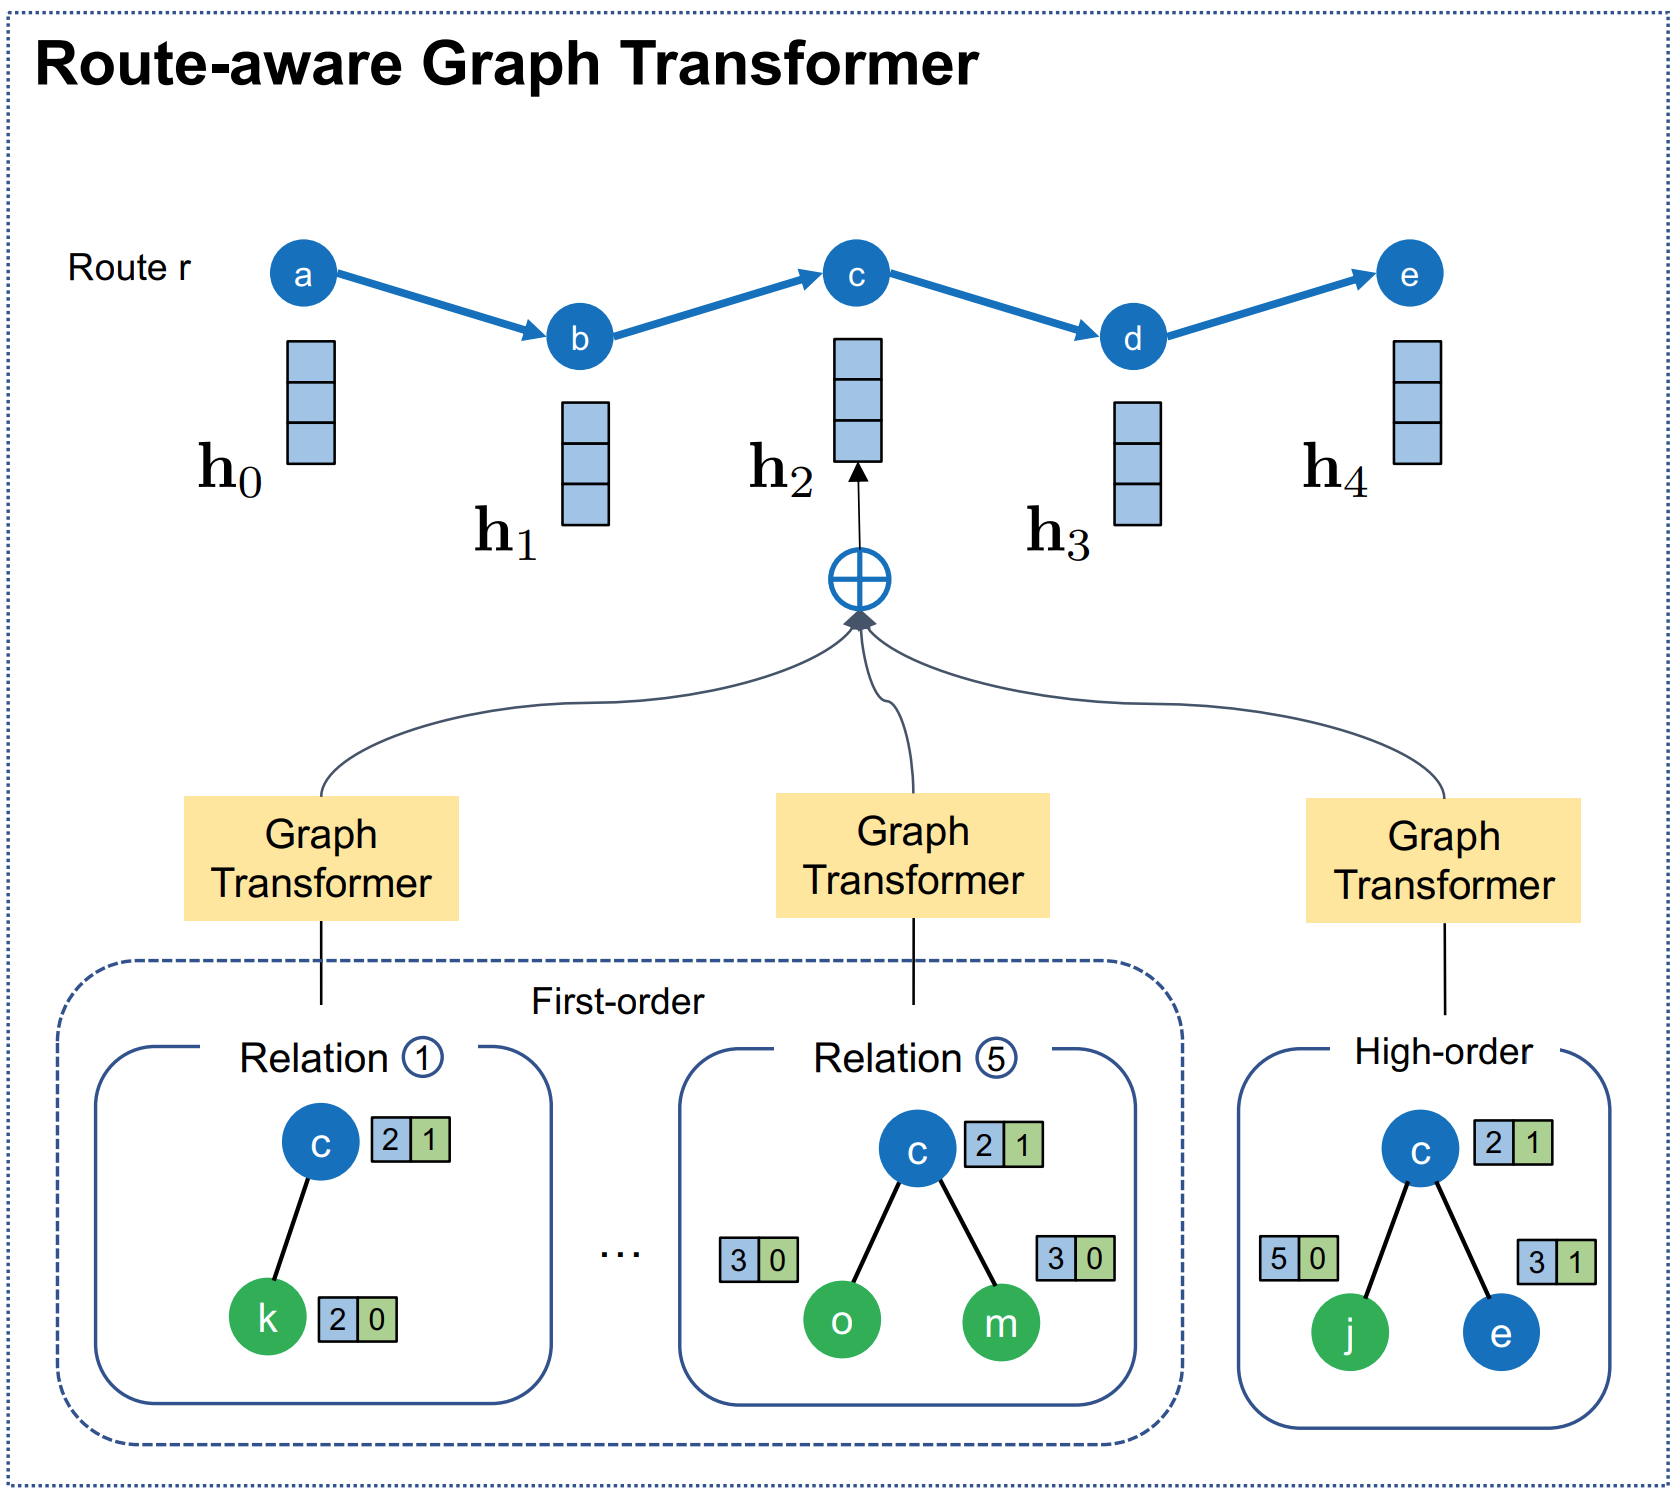 Route-aware Graph Transformer
Route r
a
b
c
d
e
h0
h1
h2
h3
h4
Graph
Transformer
Graph
Transformer
Graph
Transformer
First-order
Relation 1
c
2 1
k
2 0
...
Relation 5
c
2 1
3 0
3 0
o
m
High-order
c
2 1
5 0
3 1
j
e